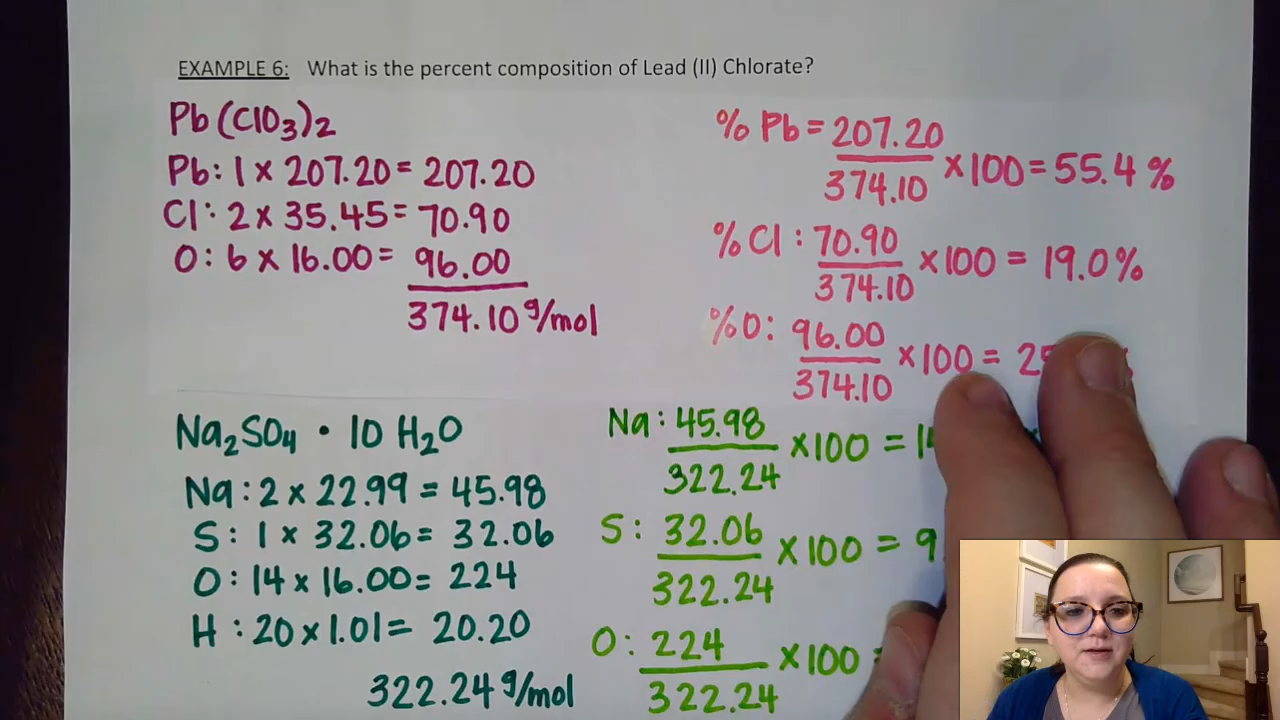 EXAMPLE 6: What is the percent composition of Lead (II) Chlorate?
Pb(ClO₃)₂
Pb: 1 × 207.20 = 207.20
Cl: 2 × 35.45 = 70.90
O: 6 × 16.00 = 96.00
374.10 g/mol
% Pb = 207.20
374.10
×100 = 55.4 %
% Cl : 70.90
374.10
×100 = 19.0%
%O: 96.00
374.10
×100 =
Na₂SO₄ · 10 H₂O
Na: 2 × 22.99 = 45.98
S: 1 × 32.06 = 32.06
O: 14 × 16.00 = 224
H: 20 × 1.01 = 20.20
322.24 g/mol
Na: 45.98
322.24
×100 =
S: 32.06
322.24
×100 = 9
O: 224
322.24
×100